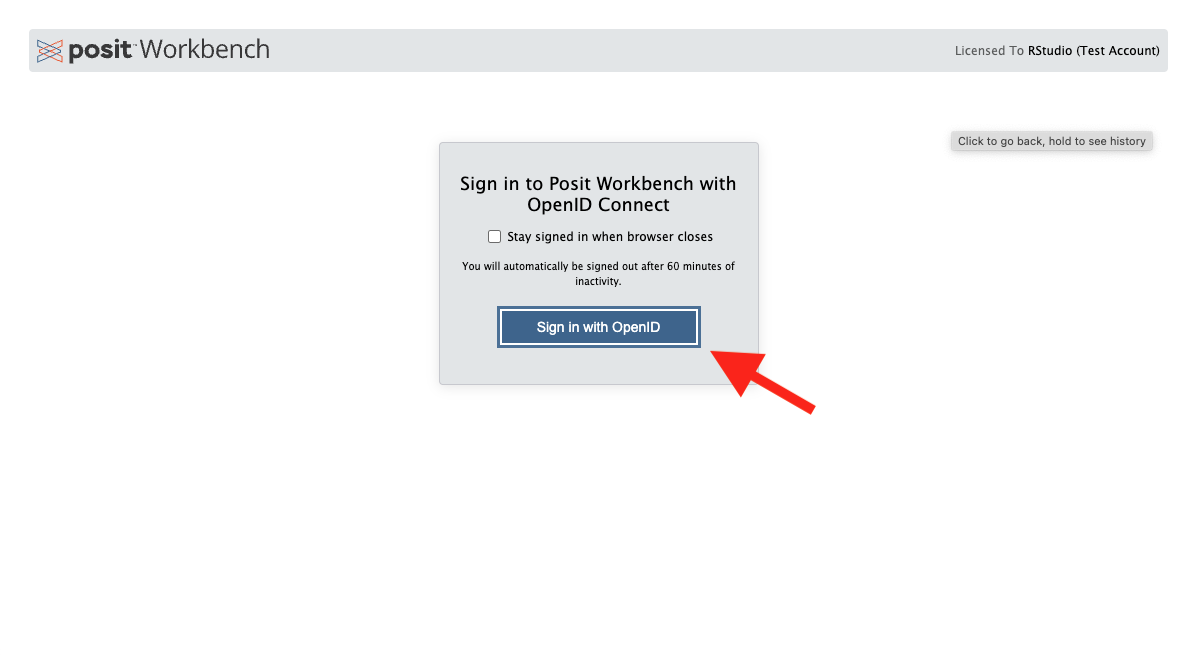 posit™ Workbench
Licensed To RStudio (Test Account)
Click to go back, hold to see history
Sign in to Posit Workbench with
OpenID Connect
Stay signed in when browser closes
You will automatically be signed out after 60 minutes of
inactivity.
Sign in with OpenID